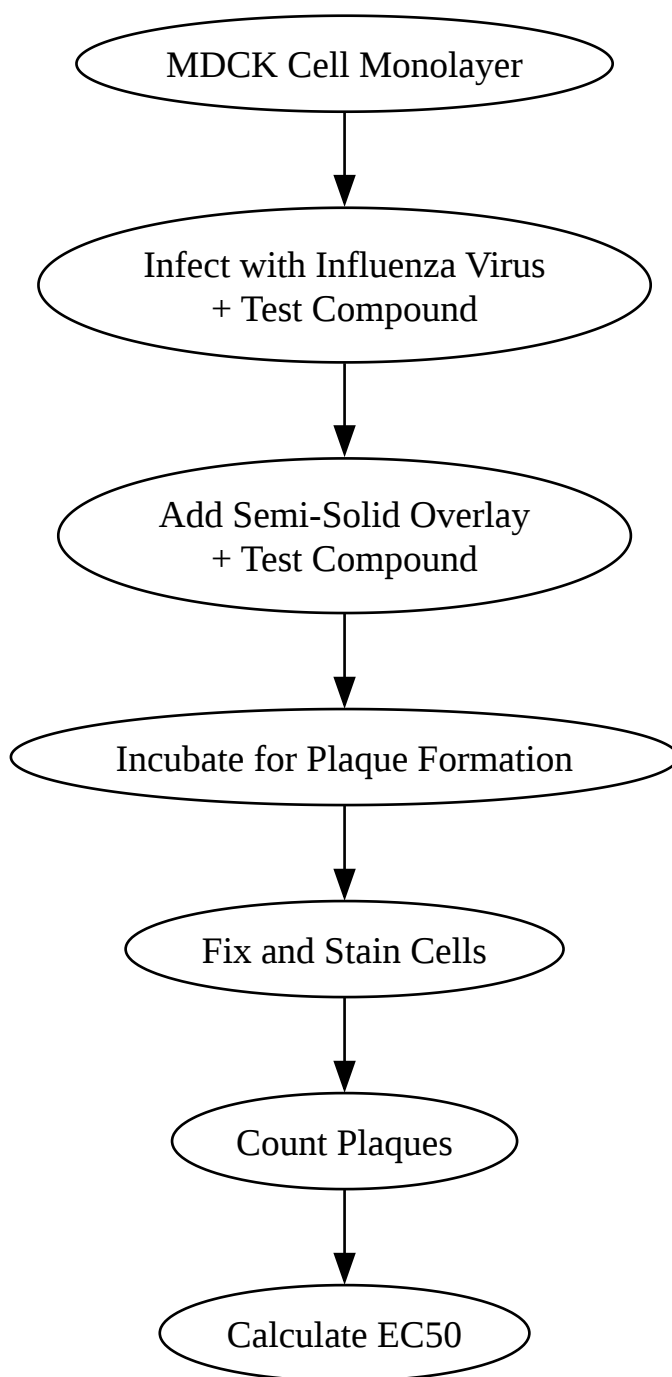 MDCK Cell Monolayer
Infect with Influenza Virus
+ Test Compound
Add Semi-Solid Overlay
+ Test Compound
Incubate for Plaque Formation
Fix and Stain Cells
Count Plaques
Calculate EC50